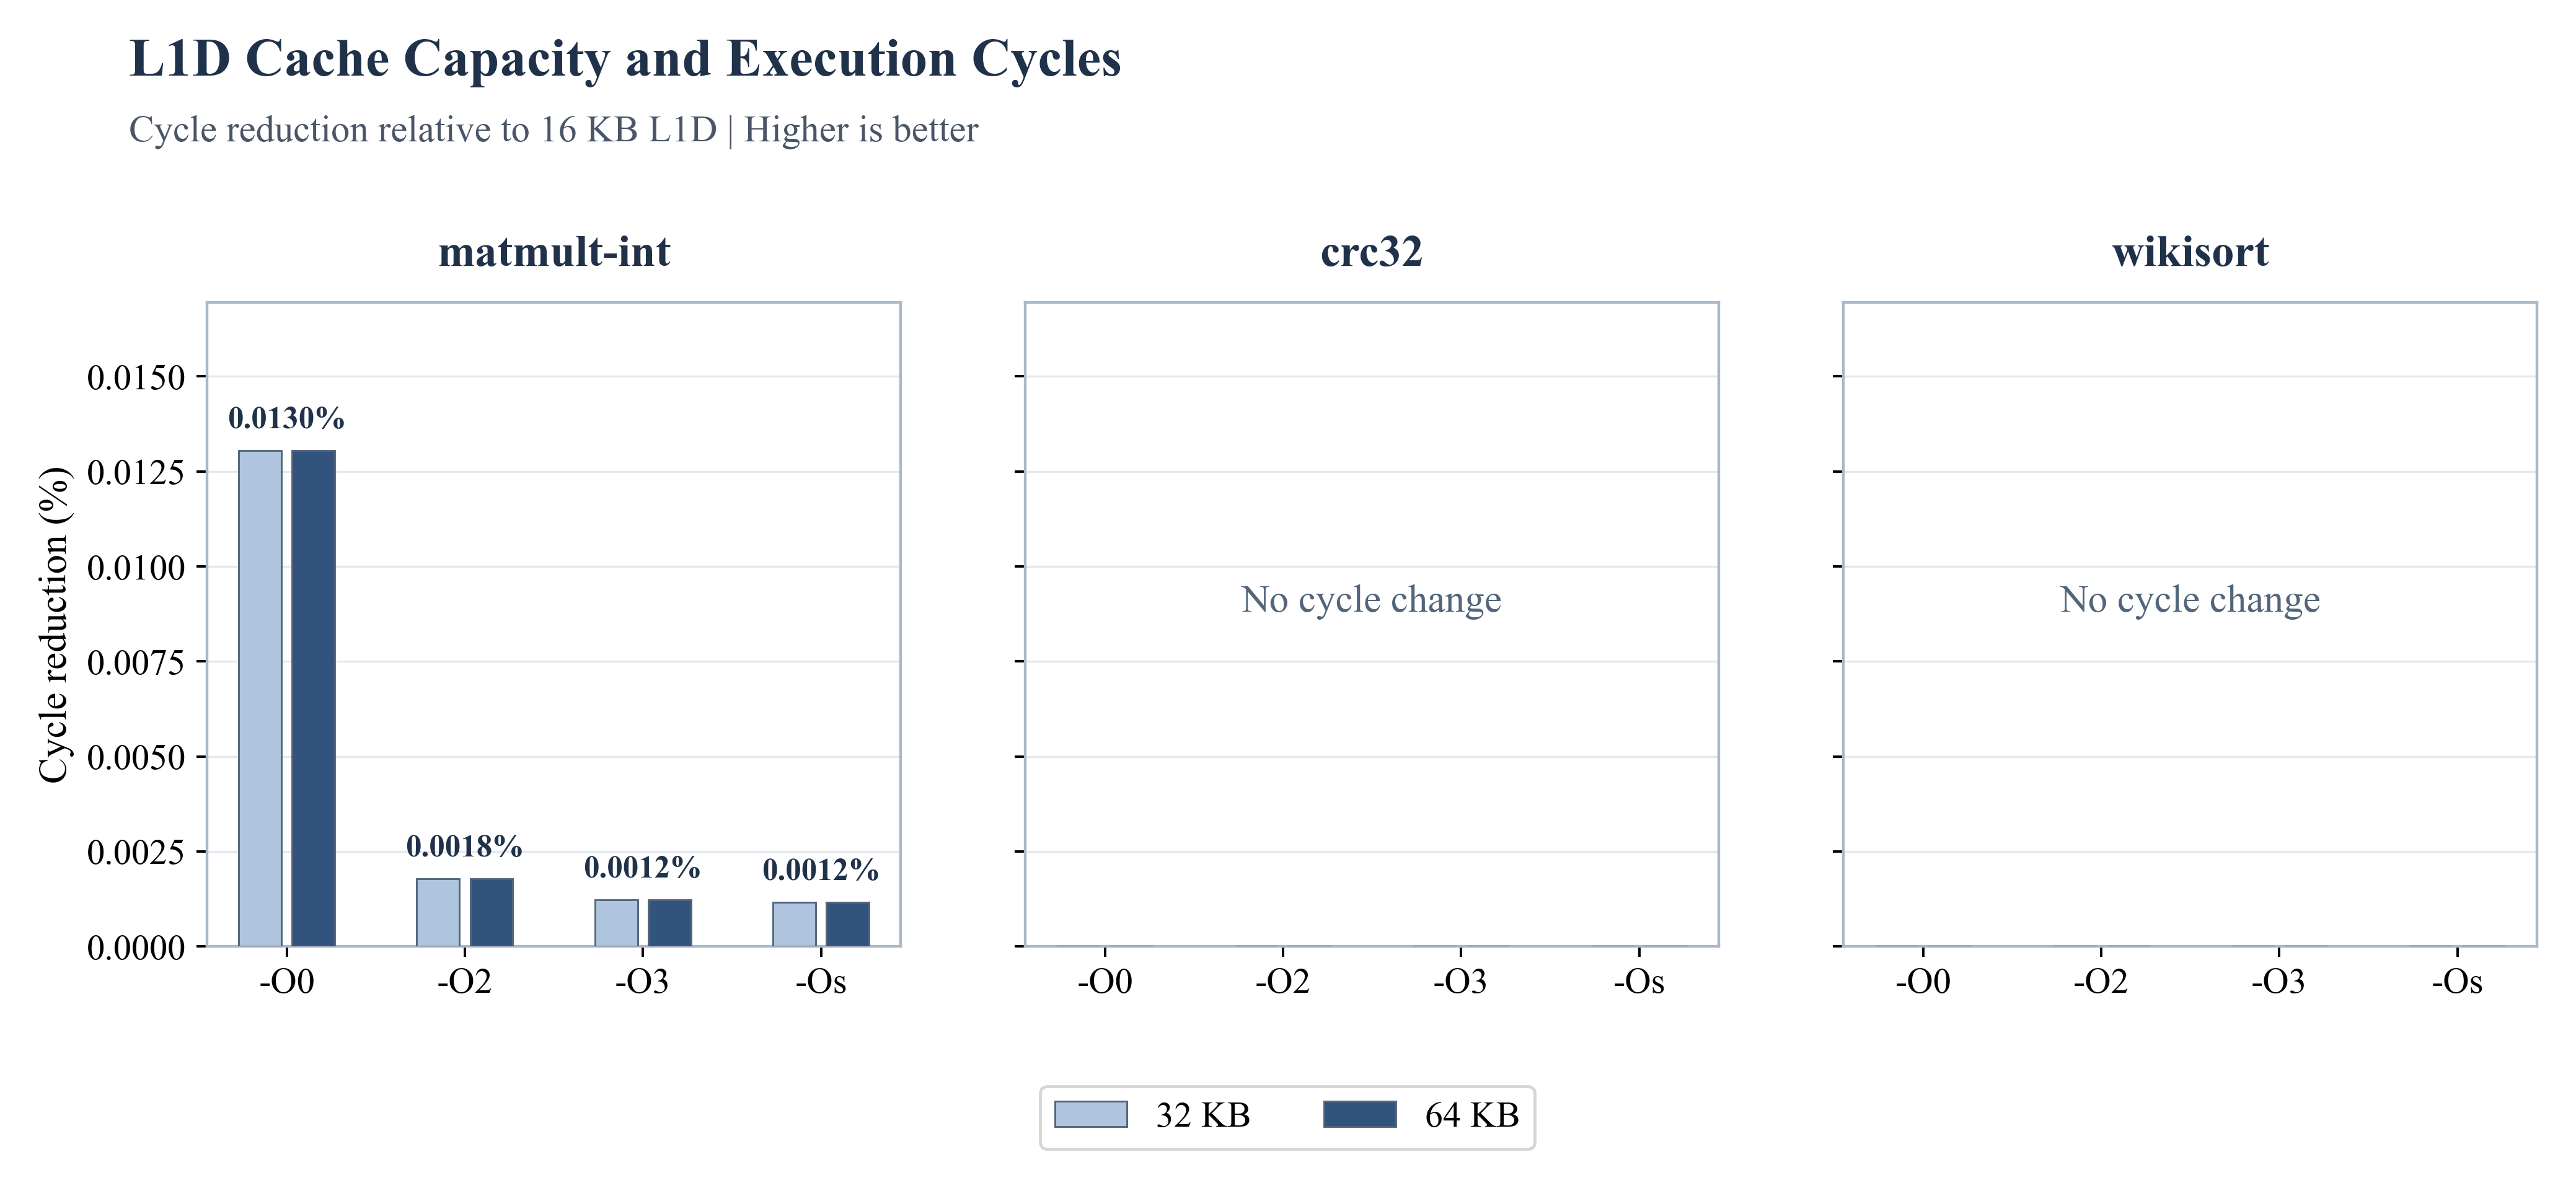 L1D Cache Capacity and Execution Cycles
Cycle reduction relative to 16 KB L1D | Higher is better
matmult-int
crc32
wikisort
Cycle reduction (%)
0.0150
0.0125
0.0100
0.0075
0.0050
0.0025
0.0000
0.0130%
0.0018%
0.0012%
0.0012%
-O0
-O2
-O3
-Os
No cycle change
-O0
-O2
-O3
-Os
No cycle change
-O0
-O2
-O3
-Os
32 KB
64 KB